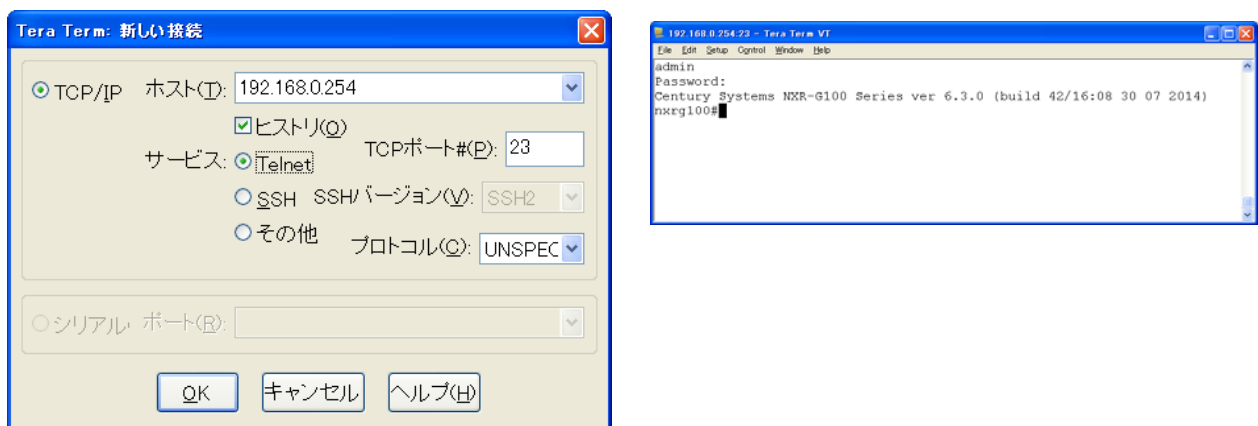 Tera Term: 新しい接続
TCP/IP ホスト(T): 192.168.0.254
ヒストリ(O)
サービス: Telnet TCPポート#(P): 23
SSH SSHバージョン(V): SSH2
その他 プロトコル(C): UNSPEC
シリアル ポート(R):
OK キャンセル ヘルプ(H)
192.168.0.254:23 - Tera Term VT
File Edit Setup Control Window Help
admin
Password:
Century Systems NXR-G100 Series ver 6.3.0 (build 42/16:08 30 07 2014)
nxrg100#